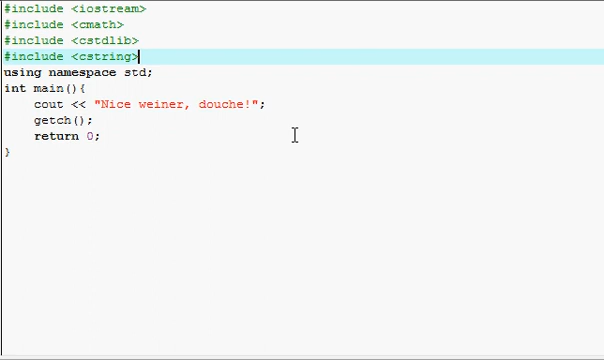 #include <iostream>
#include <cmath>
#include <cstdlib>
#include <cstring>
using namespace std;
int main(){
    cout << "Nice weiner, douche!";
    getch();
    return 0;
}